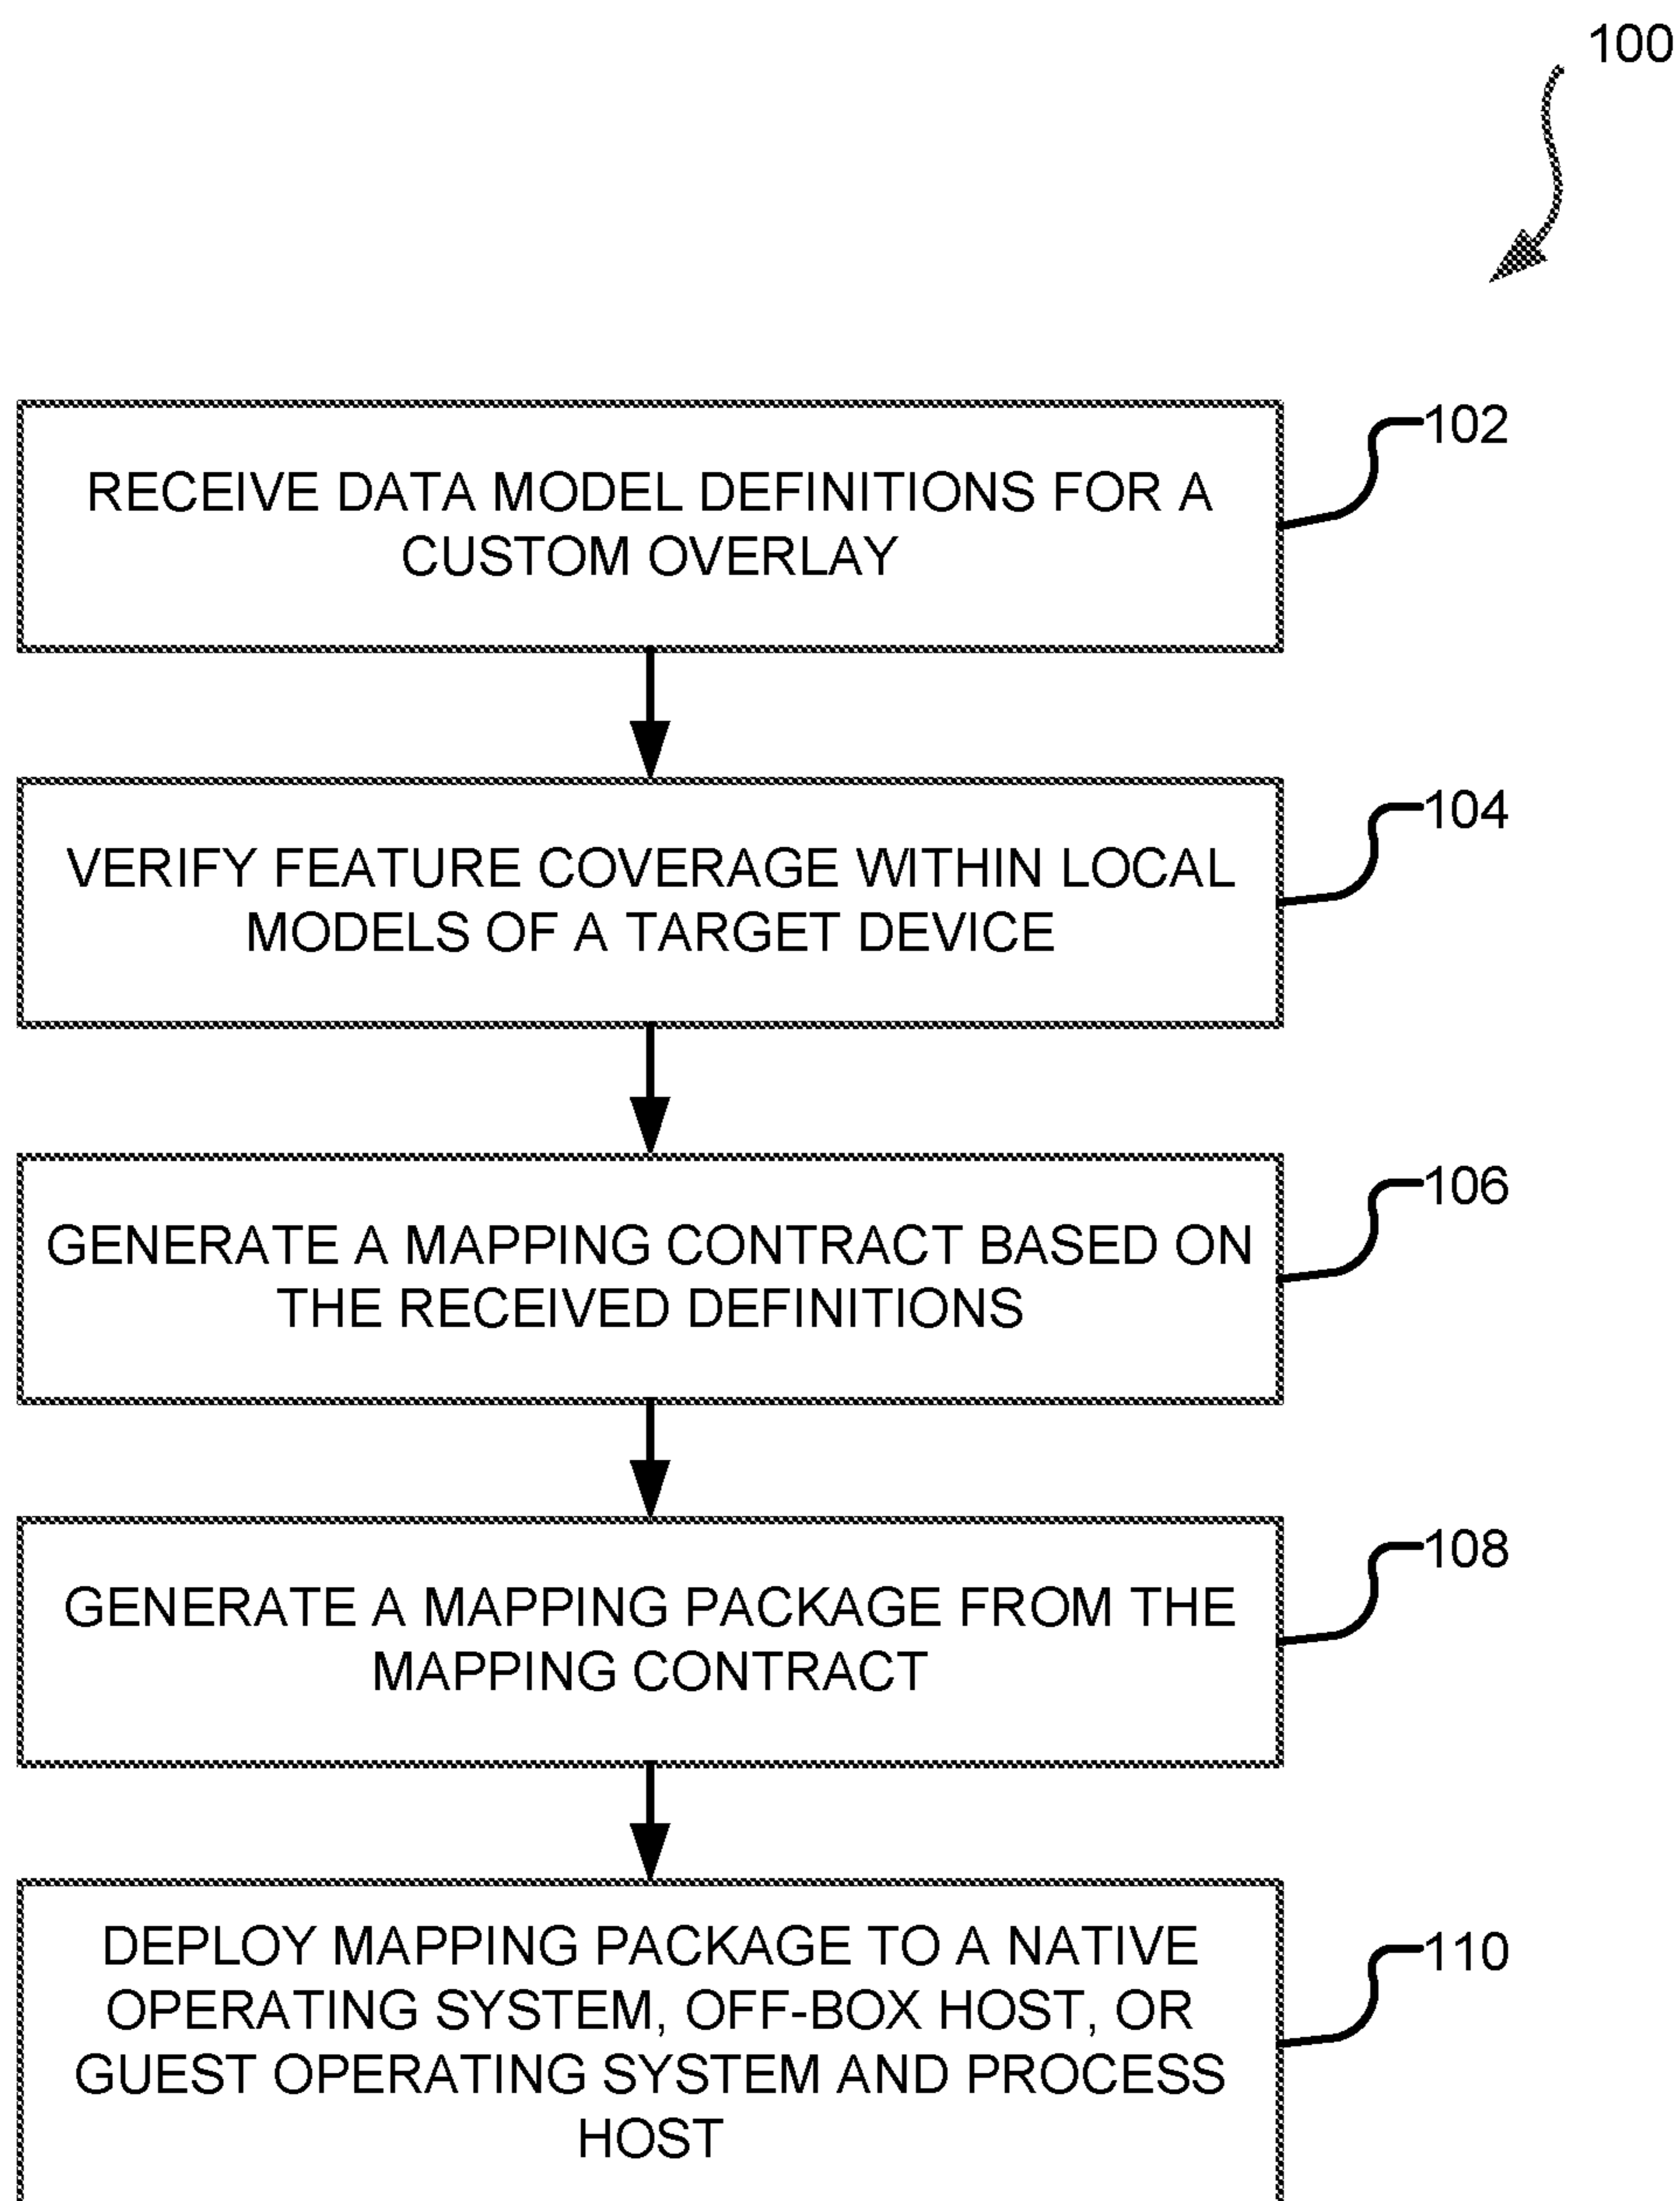 100
RECEIVE DATA MODEL DEFINITIONS FOR A
CUSTOM OVERLAY
102
VERIFY FEATURE COVERAGE WITHIN LOCAL
MODELS OF A TARGET DEVICE
104
GENERATE A MAPPING CONTRACT BASED ON
THE RECEIVED DEFINITIONS
106
GENERATE A MAPPING PACKAGE FROM THE
MAPPING CONTRACT
108
DEPLOY MAPPING PACKAGE TO A NATIVE
OPERATING SYSTEM, OFF-BOX HOST, OR
GUEST OPERATING SYSTEM AND PROCESS
HOST
110